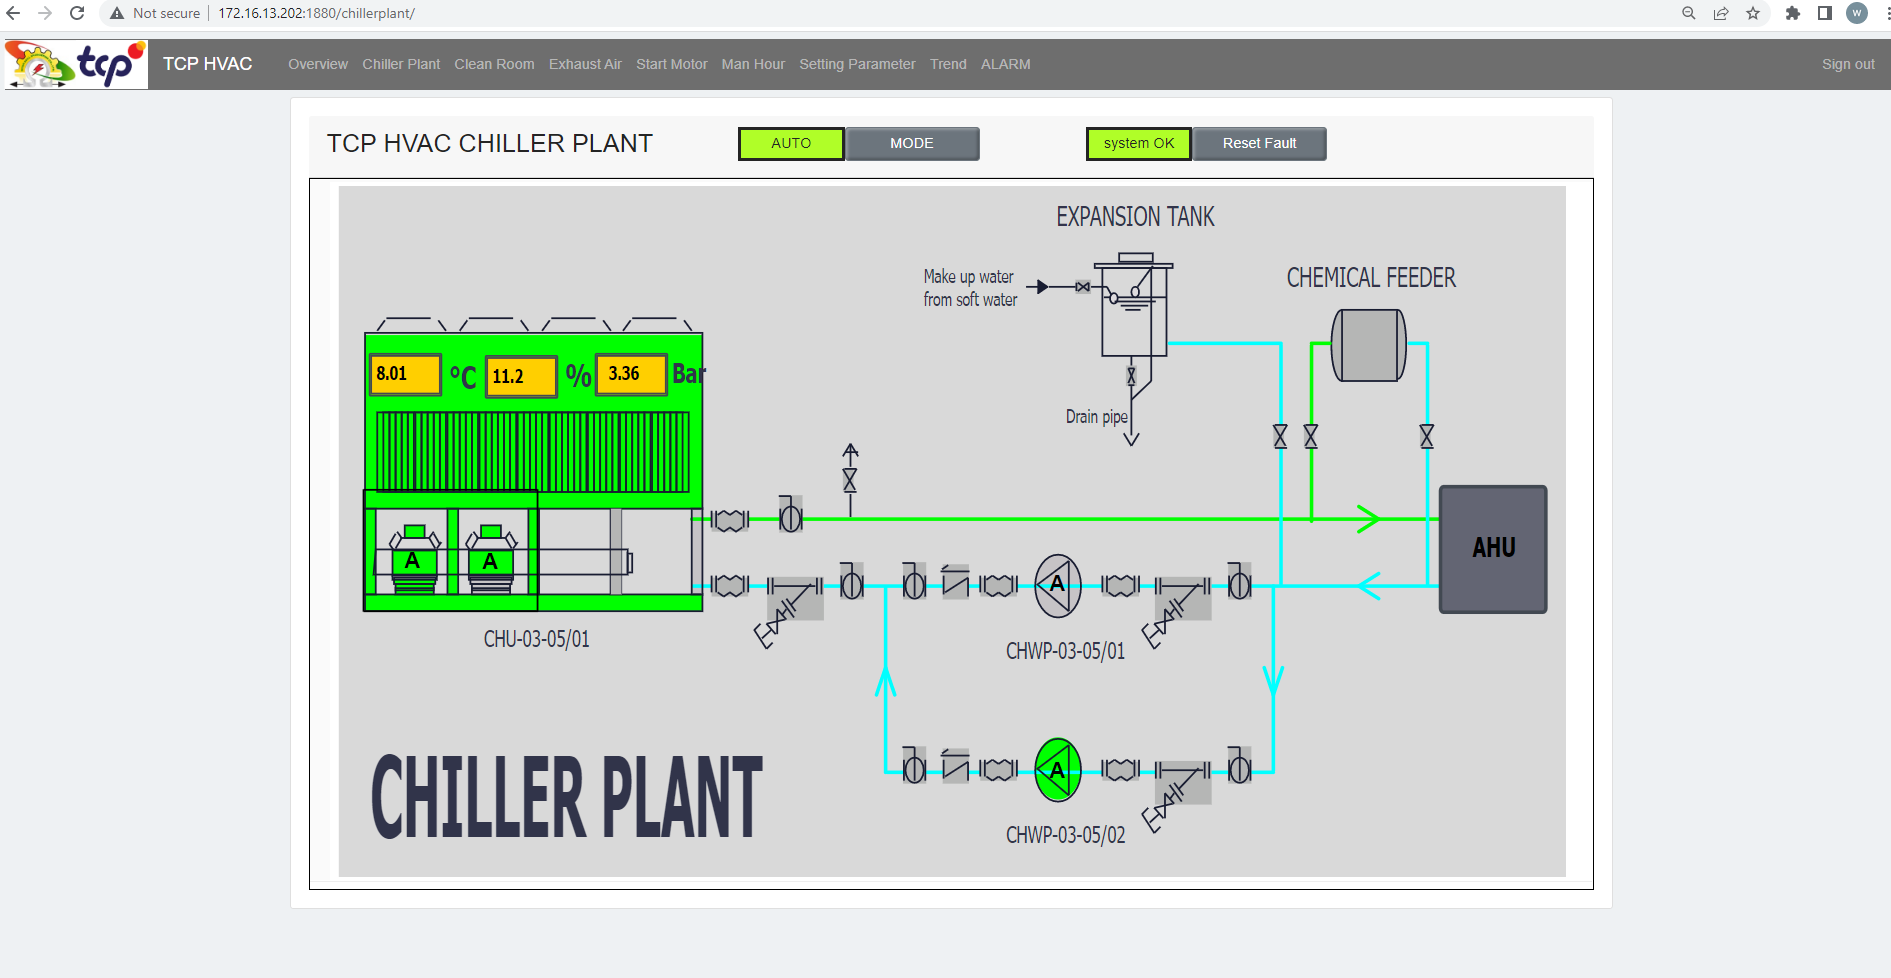 Not secure | 172.16.13.202:1880/chillerplant/
W
tcp TCP HVAC Overview Chiller Plant Clean Room Exhaust Air Start Motor Man Hour Setting Parameter Trend ALARM Sign out
TCP HVAC CHILLER PLANT AUTO MODE system OK Reset Fault
EXPANSION TANK
Make up water
from soft water
CHEMICAL FEEDER
8.01 °C 11.2 % 3.36 Bar
Drain pipe
AHU
A A
A
CHU-03-05/01
CHWP-03-05/01
A
CHILLER PLANT
CHWP-03-05/02